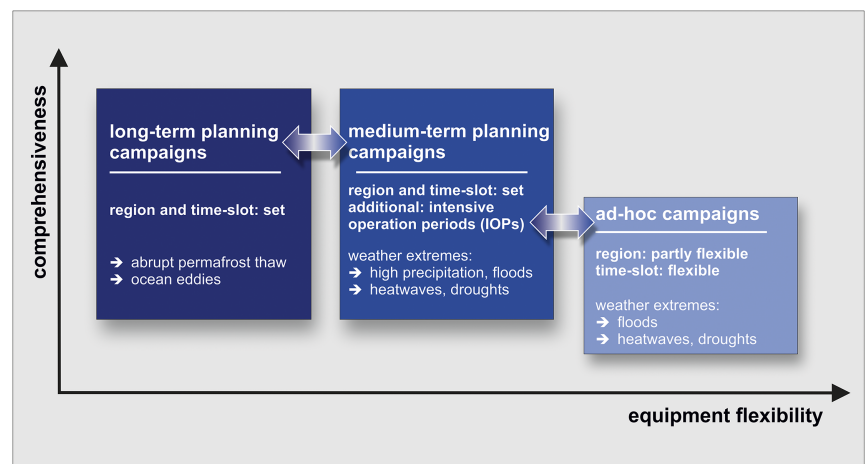 comprehensiveness
long-term planning
campaigns
region and time-slot: set
➔ abrupt permafrost thaw
➔ ocean eddies
medium-term planning
campaigns
region and time-slot: set
additional: intensive
operation periods (IOPs)
weather extremes:
➔ high precipitation, floods
➔ heatwaves, droughts
ad-hoc campaigns
region: partly flexible
time-slot: flexible
weather extremes:
➔ floods
➔ heatwaves, droughts
equipment flexibility